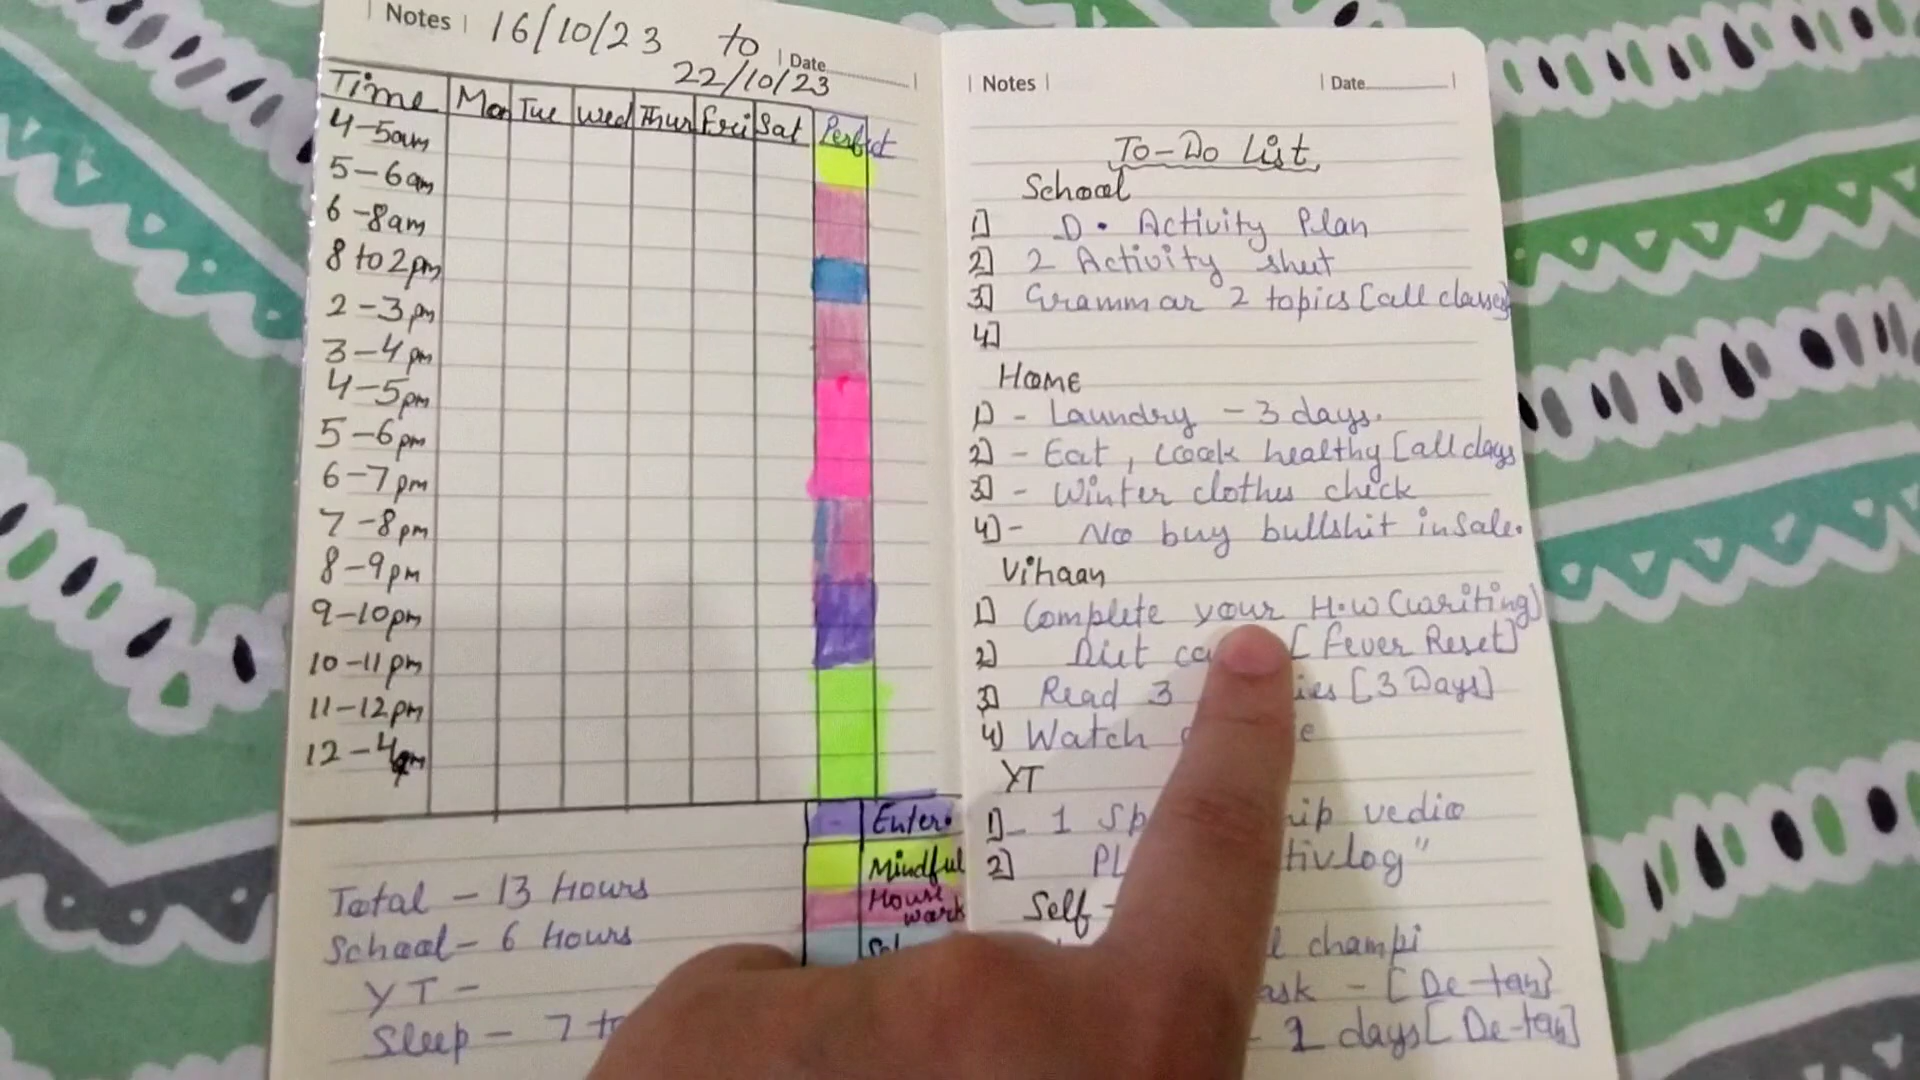 Notes 16/10/23 to
Date
22/10/23
Time Mon Tue Wed Thur Fri Sat Perfect
4-5am
5-6am
6-8am
8 to 2pm
2-3pm
3-4pm
4-5pm
5-6pm
6-7pm
7-8pm
8-9pm
9-10pm
10-11pm
11-12pm
12-4am
Enter.
Mindful
House
work
Total - 13 Hours
School - 6 Hours
YT -
Sleep - 7
Notes Date
To-Do List
School
1) D. Activity Plan
2) 2 Activity sheet
3) Grammar 2 topics [all classes]
4)
Home
1) - Laundry - 3 days.
2) - Eat, cook healthy [all days
3) - Winter clothes check
4) - No buy bullshit in sale.
Vihaan
1) Complete your H.W (writing)
2) Diet [Fever Reset]
3) Read 3 [3 Days]
4) Watch
YT
1) - 1 vedio
2)
Self -
champi
- [De-tan]
- 2 days [De-tan]